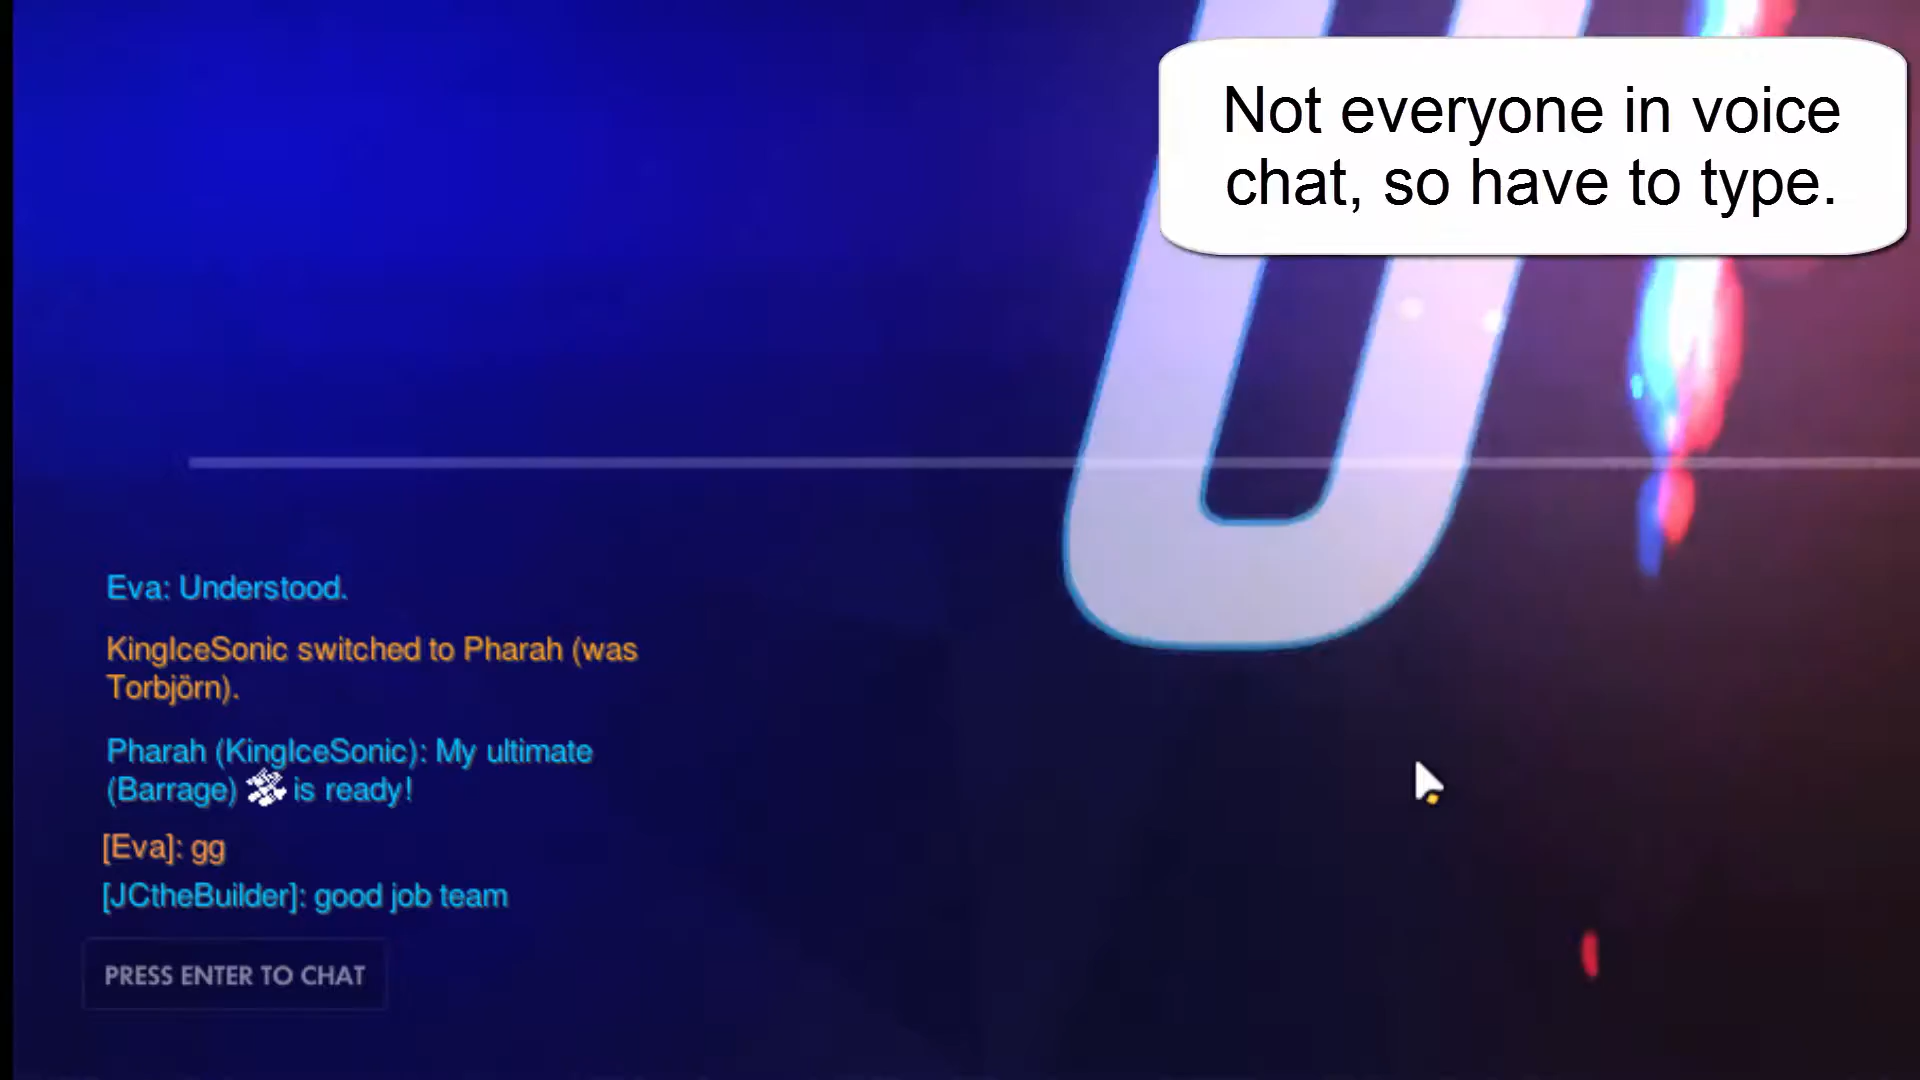 Not everyone in voice
chat, so have to type.
Eva: Understood.
KingIceSonic switched to Pharah (was
Torbjörn).
Pharah (KingIceSonic): My ultimate
(Barrage) is ready!
[Eva]: gg
[JCtheBuilder]: good job team
PRESS ENTER TO CHAT